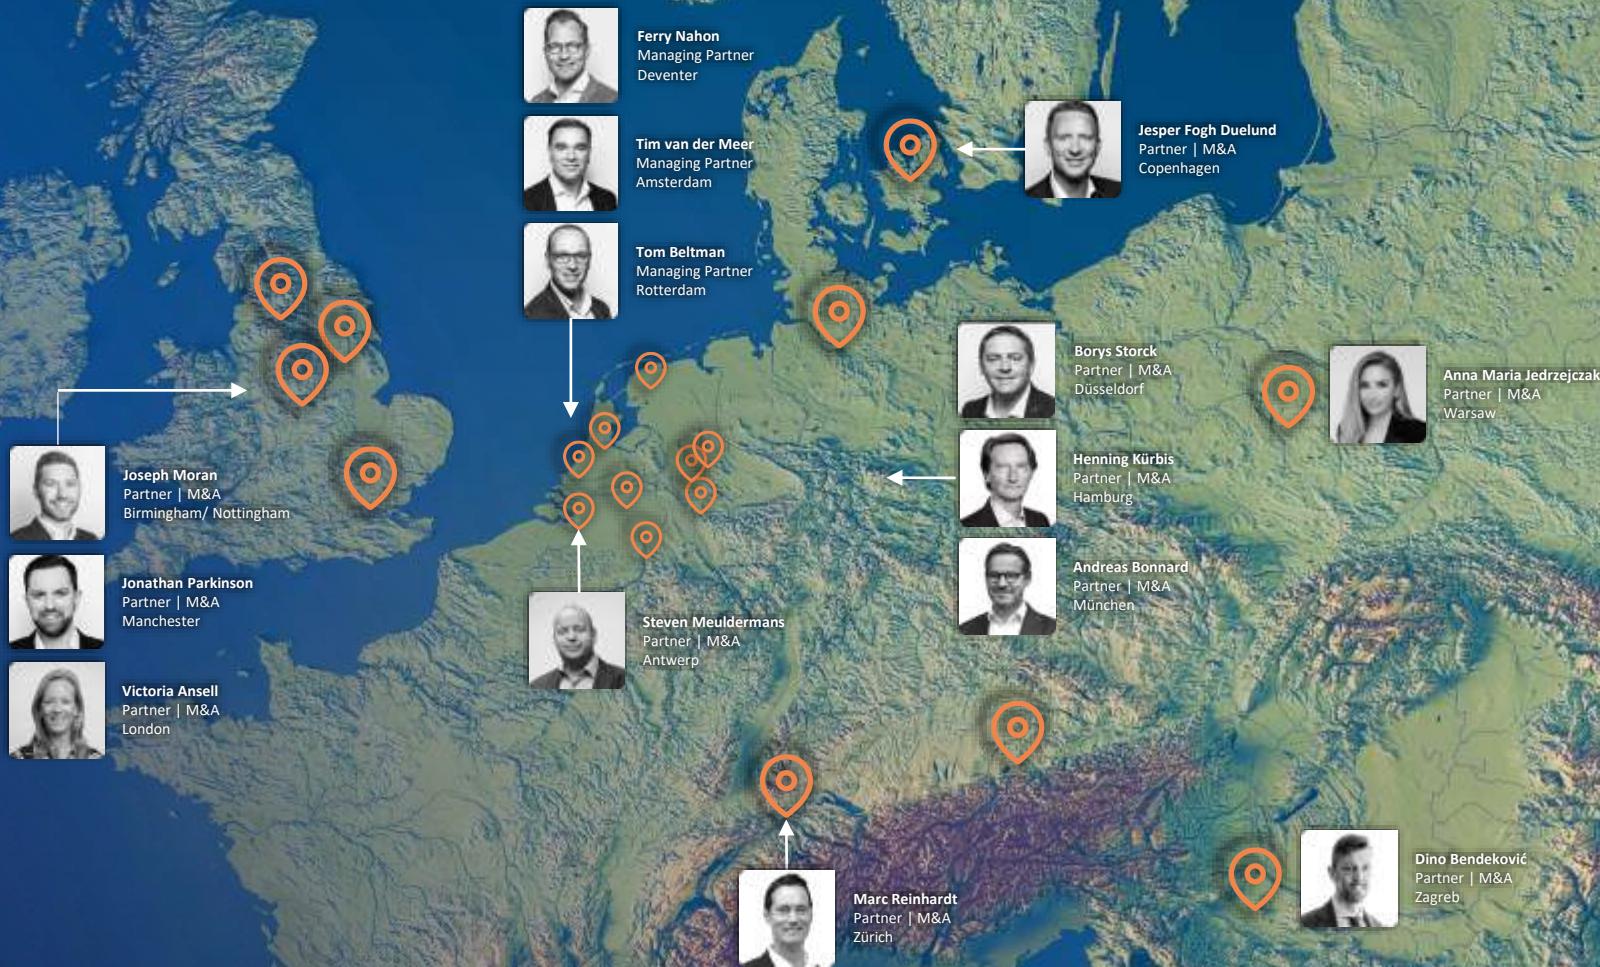 Ferry Nahon
Managing Partner
Deventer
Tim van der Meer
Managing Partner
Amsterdam
Tom Beltman
Managing Partner
Rotterdam
Jesper Fogh Duelund
Partner | M&A
Copenhagen
Borys Storck
Partner | M&A
Düsseldorf
Anna Maria Jedrzejczak
Partner | M&A
Warsaw
Henning Kürbis
Partner | M&A
Hamburg
Andreas Bonnard
Partner | M&A
München
Joseph Moran
Partner | M&A
Birmingham/ Nottingham
Jonathan Parkinson
Partner | M&A
Manchester
Victoria Ansell
Partner | M&A
London
Steven Meuldermans
Partner | M&A
Antwerp
Marc Reinhardt
Partner | M&A
Zürich
Dino Bendeković
Partner | M&A
Zagreb